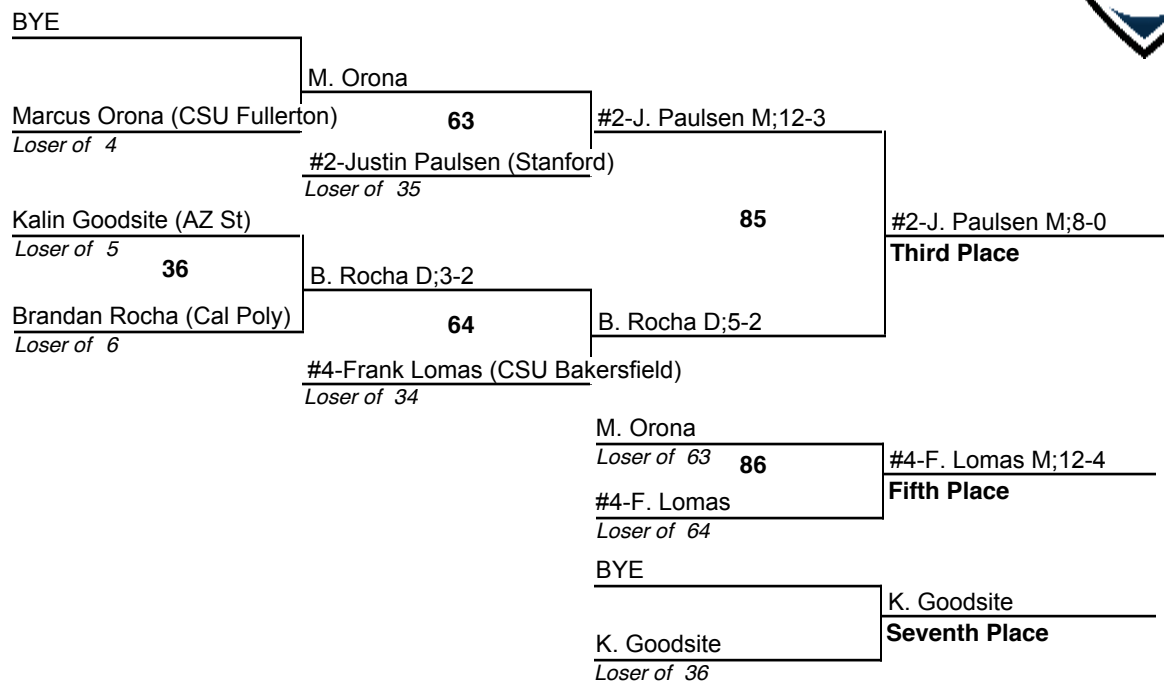 BYE
M. Orona
Marcus Orona (CSU Fullerton)
63
#2-J. Paulsen M;12-3
Loser of 4
#2-Justin Paulsen (Stanford)
Loser of 35
Kalin Goodsite (AZ St)
85
#2-J. Paulsen M;8-0
Loser of 5
Third Place
36
B. Rocha D;3-2
Brandan Rocha (Cal Poly)
64
B. Rocha D;5-2
Loser of 6
#4-Frank Lomas (CSU Bakersfield)
Loser of 34
M. Orona
Loser of 63
86
#4-F. Lomas M;12-4
Fifth Place
#4-F. Lomas
Loser of 64
BYE
K. Goodsite
Seventh Place
K. Goodsite
Loser of 36